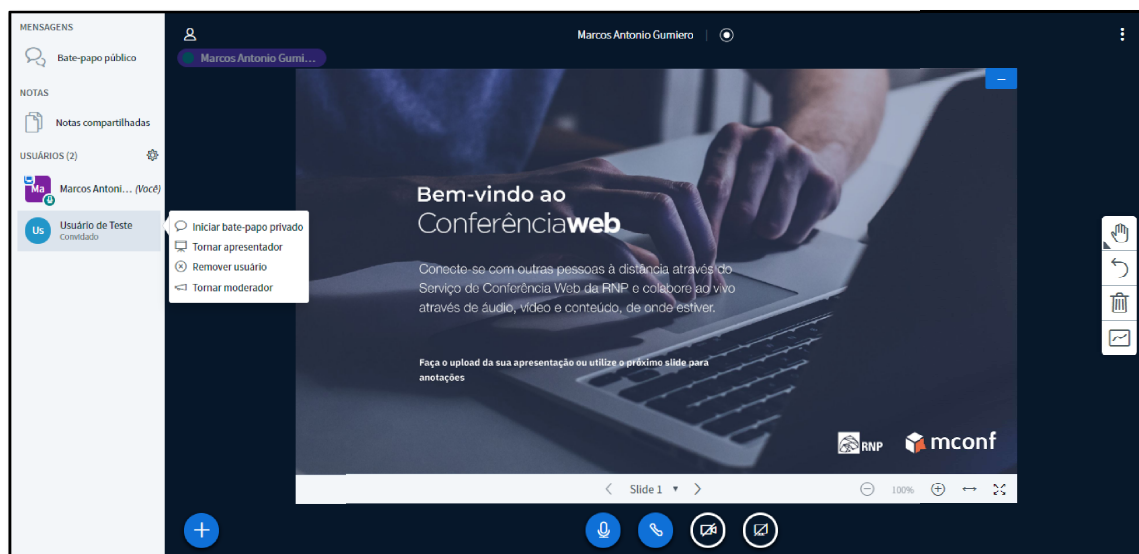 MENSAGENS
Bate-papo público
NOTAS
Notas compartilhadas
USUÁRIOS (2)
Ma
Marcos Antoni... (Você)
Us
Usuário de Teste
Convidado
Iniciar bate-papo privado
Tornar apresentador
Remover usuário
Tornar moderador
Marcos Antonio Gumiero
Marcos Antonio Gumi...
Bem-vindo ao
Conferênciaweb
Conecte-se com outras pessoas à distância através do
Serviço de Conferência Web da RNP e colabore ao vivo
através de áudio, vídeo e conteúdo, de onde estiver.
Faça o upload da sua apresentação ou utilize o próximo slide para
anotações
RNP
mconf
Slide 1
100%